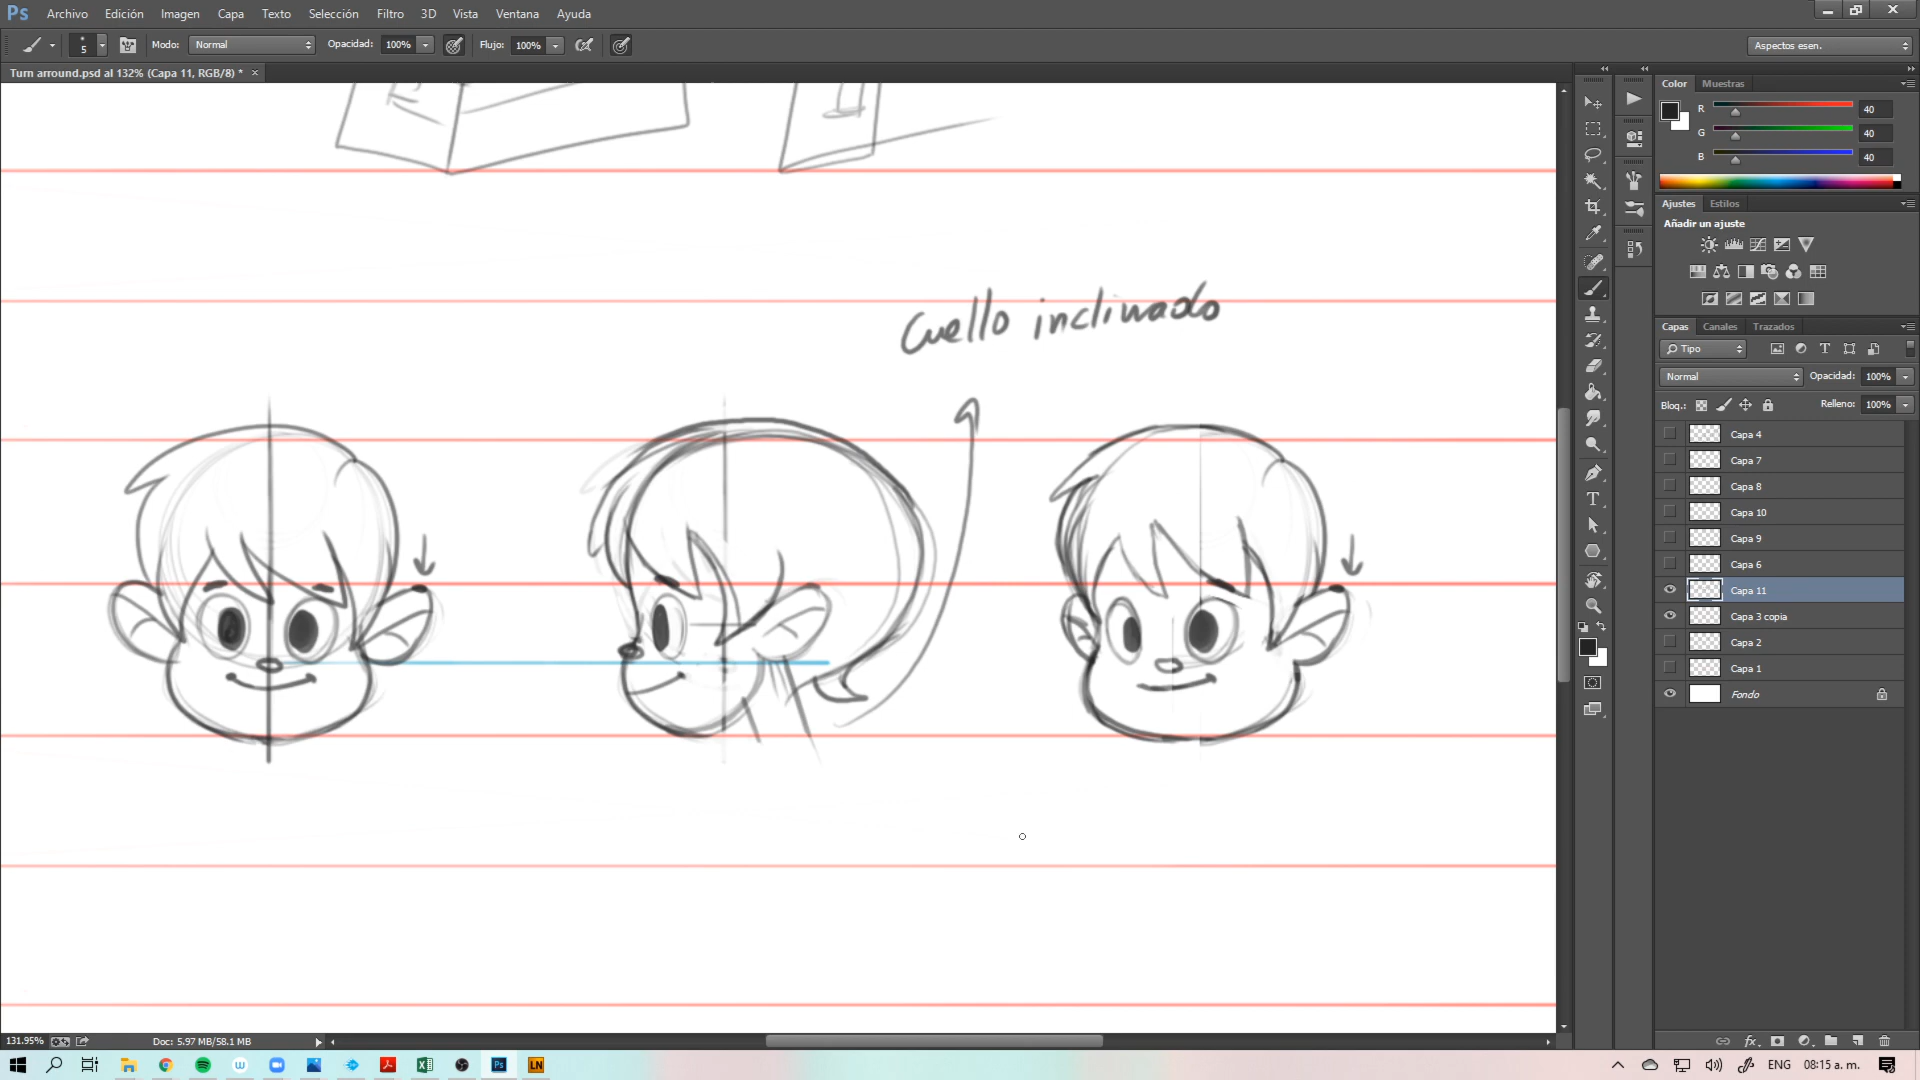 Ps Archivo Edición Imagen Capa Texto Selección Filtro 3D Vista Ventana Ayuda
5 Modo: Normal Opacidad: 100% Flujo: 100% Aspectos esen.
Turn arround.psd al 132% (Capa 11, RGB/8) * ×
Color Muestras
R 40
G 40
B 40
Ajustes Estilos
Añadir un ajuste
Cuello inclinado
Capas Canales Trazados
Tipo
Normal Opacidad: 100%
Bloq.: Relleno: 100%
Capa 4
Capa 7
Capa 8
Capa 10
Capa 9
Capa 6
Capa 11
Capa 3 copia
Capa 2
Capa 1
Fondo
131.95% Doc: 5.97 MB/58.1 MB
ENG 08:15 a. m.